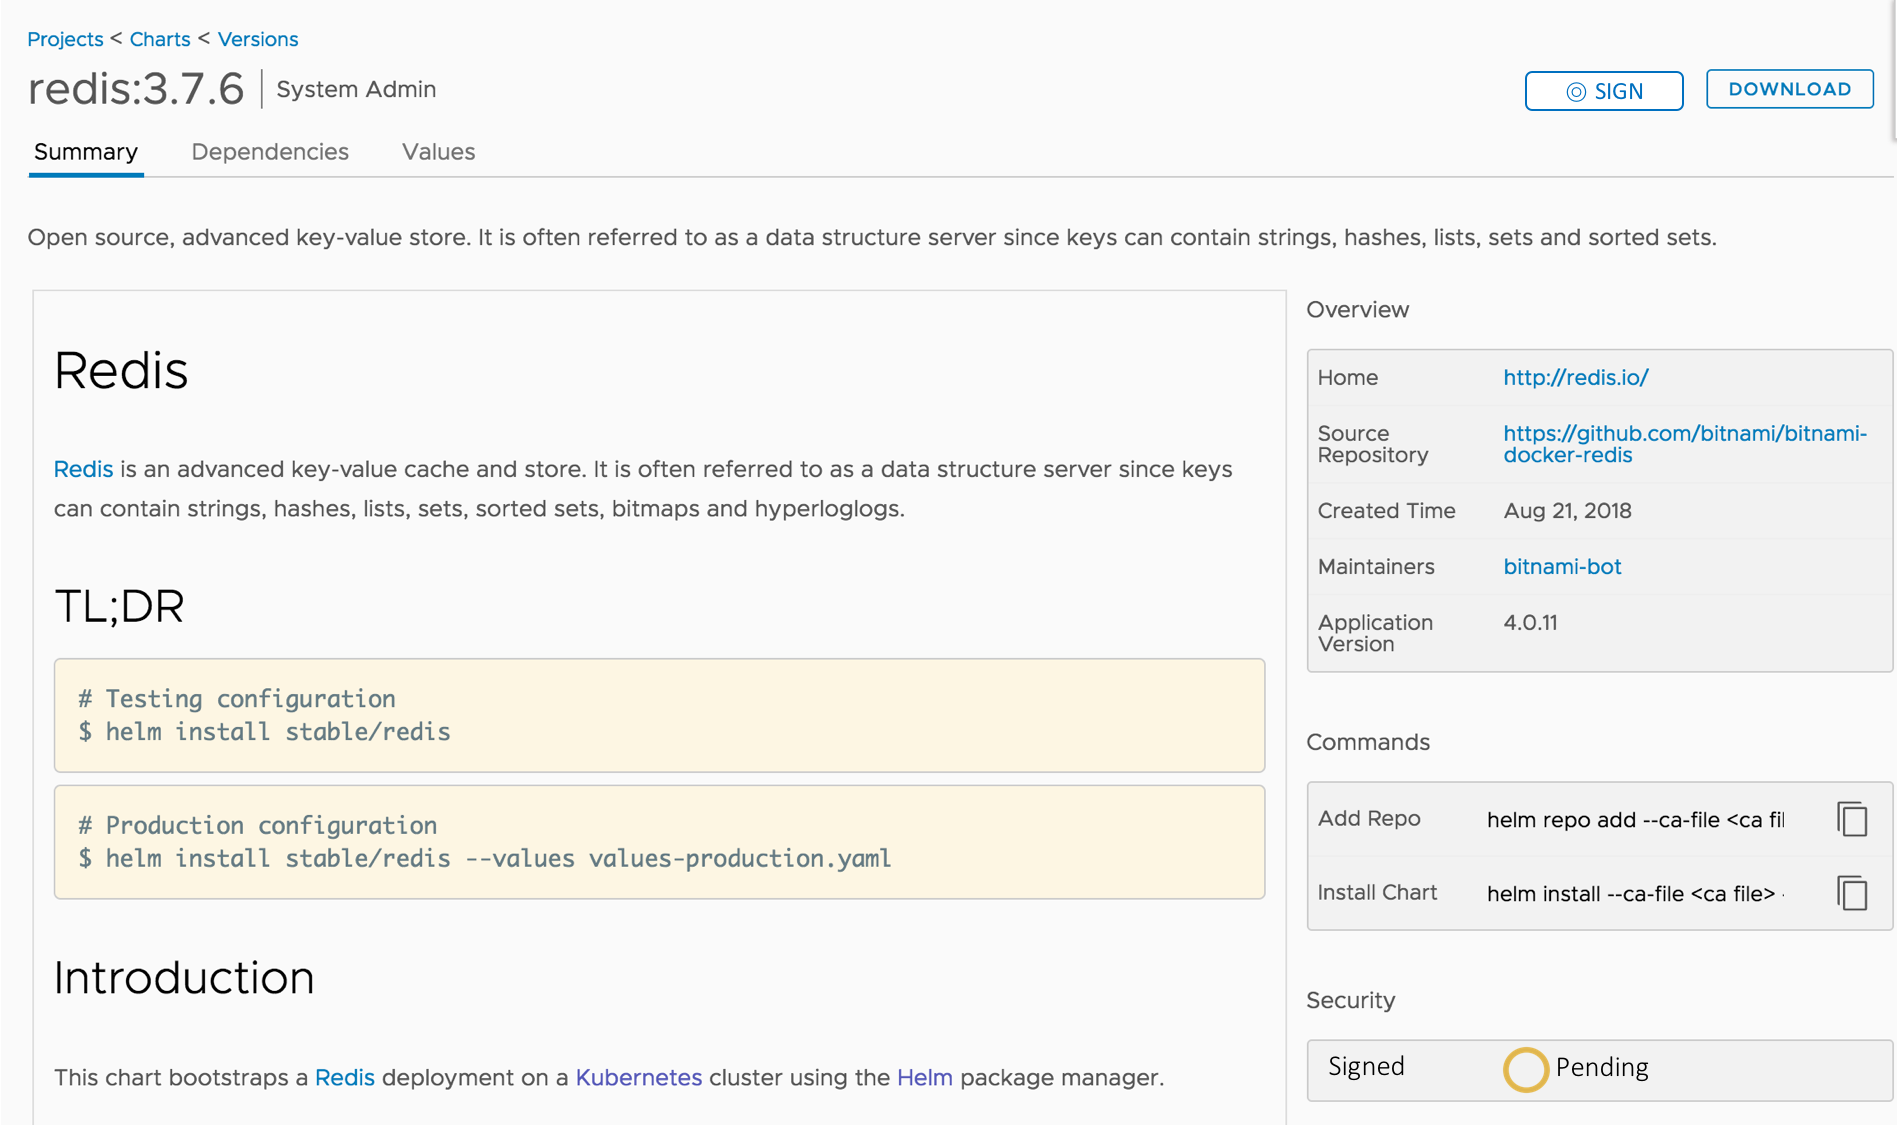 Projects < Charts < Versions
redis:3.7.6 | System Admin
◎ SIGN
DOWNLOAD
Summary Dependencies Values
Open source, advanced key-value store. It is often referred to as a data structure server since keys can contain strings, hashes, lists, sets and sorted sets.
Redis
Redis is an advanced key-value cache and store. It is often referred to as a data structure server since keys
can contain strings, hashes, lists, sets, sorted sets, bitmaps and hyperloglogs.
TL;DR
# Testing configuration
$ helm install stable/redis
# Production configuration
$ helm install stable/redis --values values-production.yaml
Introduction
This chart bootstraps a Redis deployment on a Kubernetes cluster using the Helm package manager.
Overview
Home http://redis.io/
Source https://github.com/bitnami/bitnami-
Repository docker-redis
Created Time Aug 21, 2018
Maintainers bitnami-bot
Application 4.0.11
Version
Commands
Add Repo helm repo add --ca-file <ca fil
Install Chart helm install --ca-file <ca file> -
Security
Signed Pending